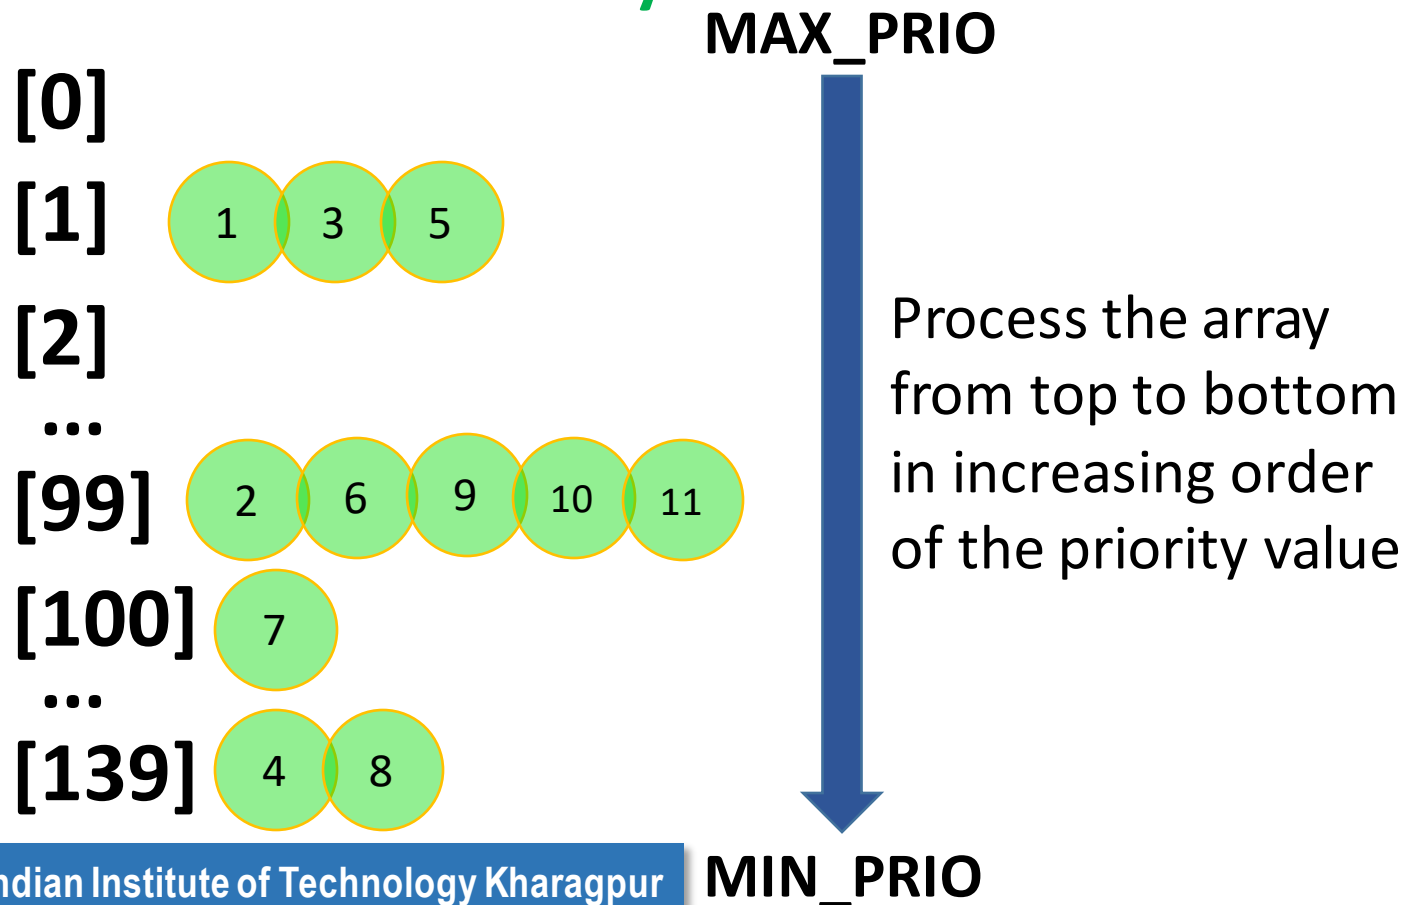 MAX_PRIO
[0]
[1] 1 3 5
[2]
...
[99] 2 6 9 10 11
[100] 7
...
[139] 4 8
Process the array
from top to bottom
in increasing order
of the priority value
ndian Institute of Technology Kharagpur
MIN_PRIO